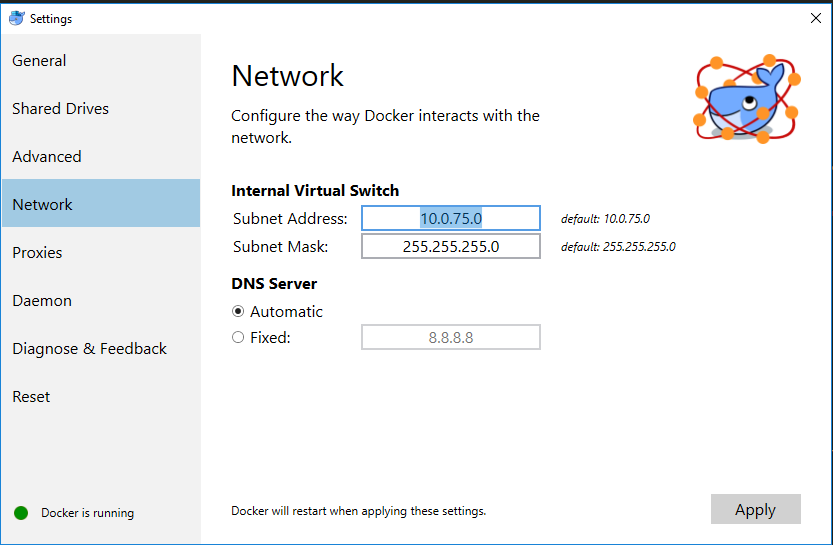 Settings
General
Shared Drives
Advanced
Network
Proxies
Daemon
Diagnose & Feedback
Reset
Docker is running
Network
Configure the way Docker interacts with the
network.
Internal Virtual Switch
Subnet Address: 10.0.75.0 default: 10.0.75.0
Subnet Mask: 255.255.255.0 default: 255.255.255.0
DNS Server
Automatic
Fixed: 8.8.8.8
Docker will restart when applying these settings.
Apply